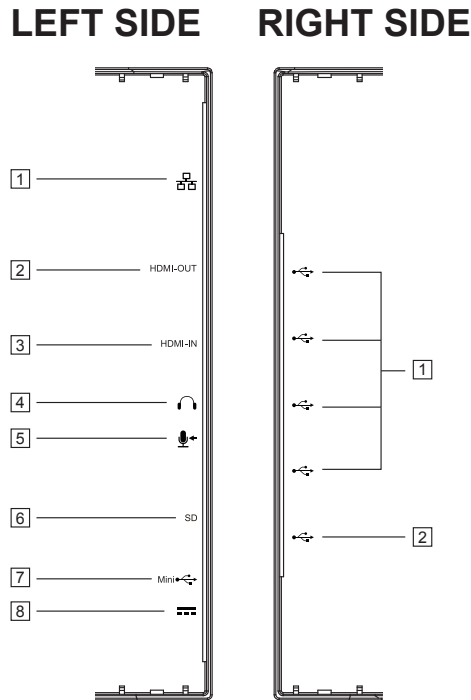 LEFT SIDE
1
2 HDMI-OUT
3 HDMI-IN
4
5
6 SD
7 Mini
8
RIGHT SIDE
1
2